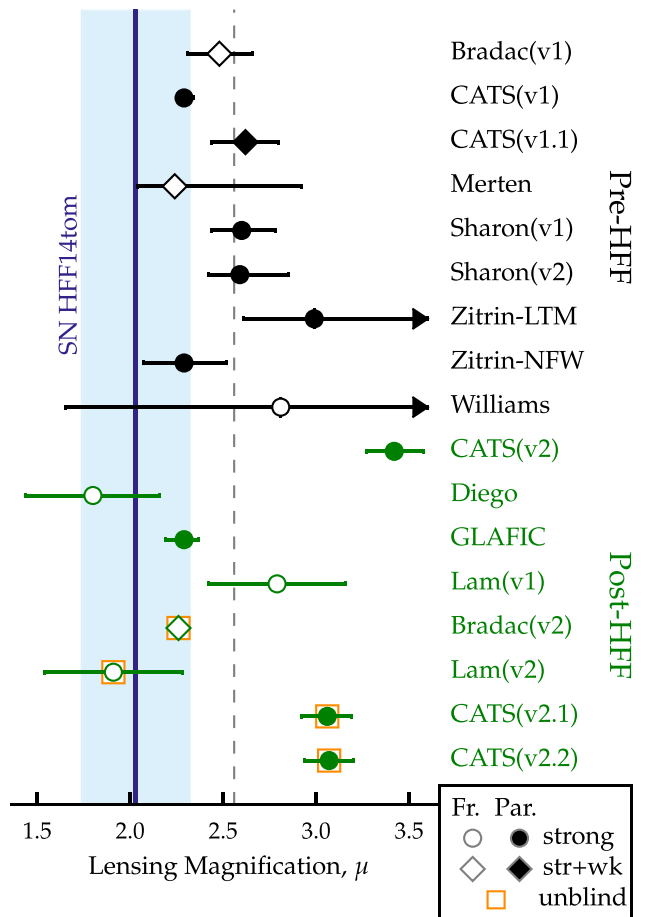 Bradac(v1)
CATS(v1)
CATS(v1.1)
Merten
Sharon(v1)
Sharon(v2)
Zitrin-LTM
Zitrin-NFW
Williams
CATS(v2)
Diego
GLAFIC
Lam(v1)
Bradac(v2)
Lam(v2)
CATS(v2.1)
CATS(v2.2)
Pre-HFF
Post-HFF
SN HFF14tom
1.5 2.0 2.5 3.0 3.5
Lensing Magnification, μ
Fr. Par.
strong
str+wk
unblind